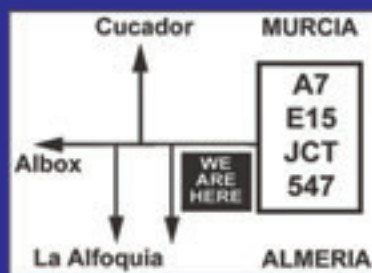 Cucador
MURCIA
A7
E15
JCT
547
Albox
WE
ARE
HERE
La Alfoquia
ALMERIA